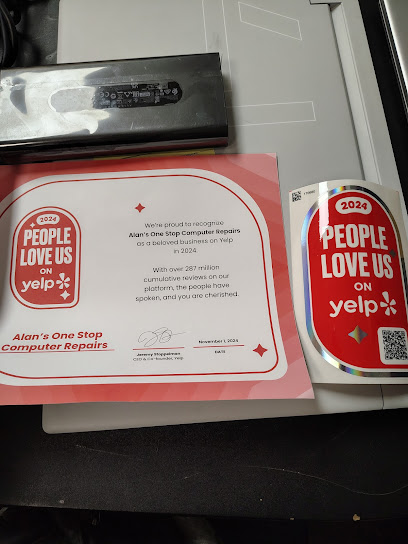 2024
PEOPLE
LOVE US
ON
yelp
We're proud to recognize
Alan's One Stop Computer Repairs
as a beloved business on Yelp
in 2024
With over 287 million
cumulative reviews on our
platform, the people have
spoken, and you are cherished.
Alan's One Stop
Computer Repairs
Jeremy Stoppelman
CEO & Co-founder, Yelp
November 1, 2024
DATE
2024
PEOPLE
LOVE US
ON
yelp